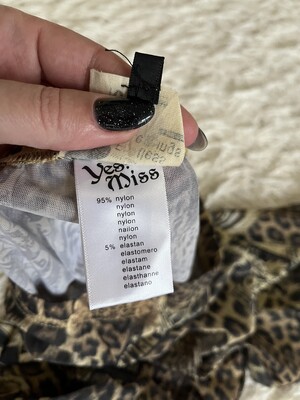 Yes!
Miss
95% nylon
nylon
nylon
nylon
nailon
nylon
5% elastan
elastomero
elastam
elastane
elasthanne
elastano